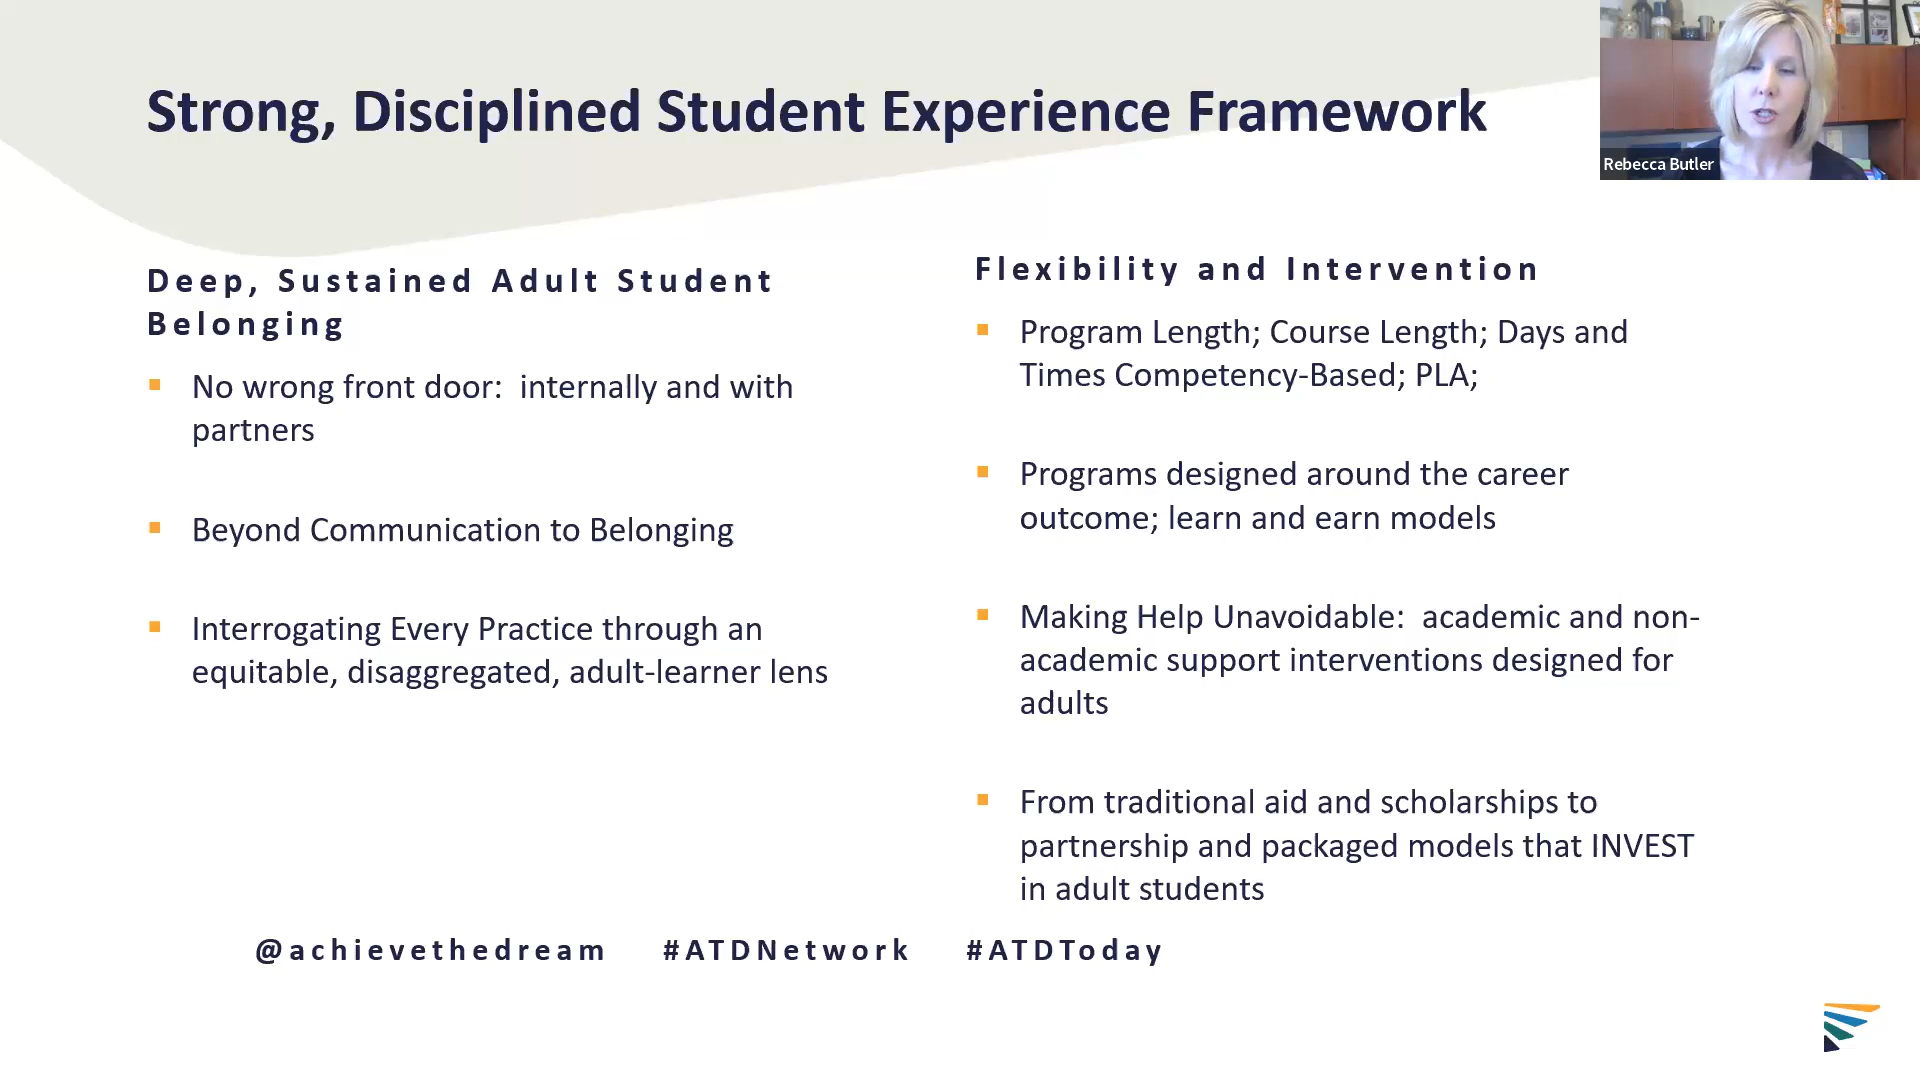 Strong, Disciplined Student Experience Framework
Rebecca Butler
Deep, Sustained Adult Student
Belonging
No wrong front door:  internally and with
partners
Beyond Communication to Belonging
Interrogating Every Practice through an
equitable, disaggregated, adult-learner lens
Flexibility and Intervention
Program Length; Course Length; Days and
Times Competency-Based; PLA;
Programs designed around the career
outcome; learn and earn models
Making Help Unavoidable:  academic and non-
academic support interventions designed for
adults
From traditional aid and scholarships to
partnership and packaged models that INVEST
in adult students
@achievethedream #ATDNetwork #ATDToday